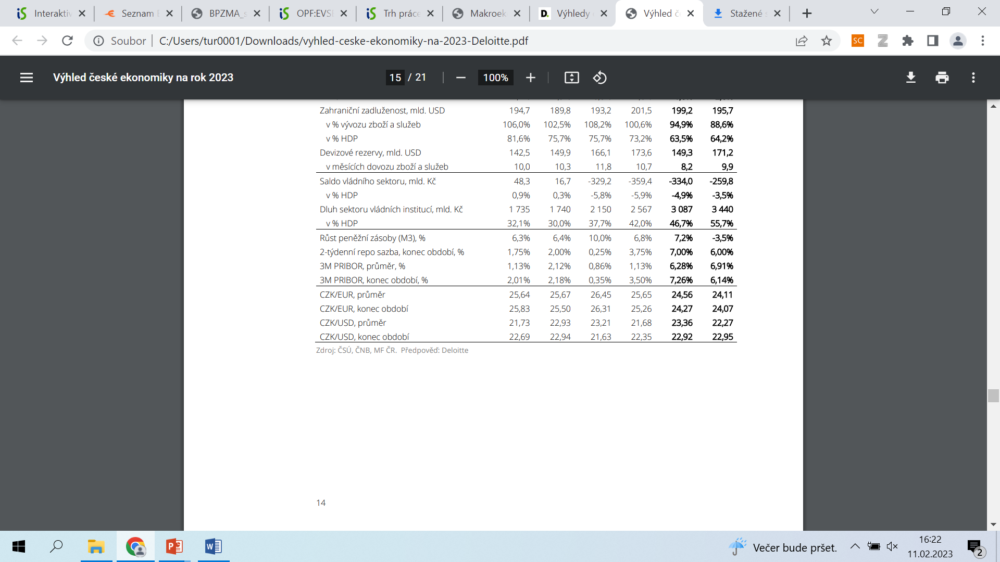 Interaktiv
Seznam
BPZMA_s
OPF:EVS
Trh práce
Makroek
D.
Výhledy
Výhled č
Stažené s
Soubor
C:/Users/tur0001/Downloads/vyhled-ceske-ekonomiky-na-2023-Deloitte.pdf
SC
Z
Výhled české ekonomiky na rok 2023
15 / 21
100%
Zahraniční zadluženost, mld. USD 194,7 189,8 193,2 201,5 199,2 195,7
v % vývozu zboží a služeb 106,0% 102,5% 108,2% 100,6% 94,9% 88,6%
v % HDP 81,6% 75,7% 75,7% 73,2% 63,5% 64,2%
Devizové rezervy, mld. USD 142,5 149,9 166,1 173,6 149,3 171,2
v měsících dovozu zboží a služeb 10,0 10,3 11,8 10,7 8,2 9,9
Saldo vládního sektoru, mld. Kč 48,3 16,7 -329,2 -359,4 -334,0 -259,8
v % HDP 0,9% 0,3% -5,8% -5,9% -4,9% -3,5%
Dluh sektoru vládních institucí, mld. Kč 1 735 1 740 2 150 2 567 3 087 3 440
v % HDP 32,1% 30,0% 37,7% 42,0% 46,7% 55,7%
Růst peněžní zásoby (M3), % 6,3% 6,4% 10,0% 6,8% 7,2% -3,5%
2-týdenní repo sazba, konec období, % 1,75% 2,00% 0,25% 3,75% 7,00% 6,00%
3M PRIBOR, průměr, % 1,13% 2,12% 0,86% 1,13% 6,28% 6,91%
3M PRIBOR, konec období, % 2,01% 2,18% 0,35% 3,50% 7,26% 6,14%
CZK/EUR, průměr 25,64 25,67 26,45 25,65 24,56 24,11
CZK/EUR, konec období 25,83 25,50 26,31 25,26 24,27 24,07
CZK/USD, průměr 21,73 22,93 23,21 21,68 23,36 22,27
CZK/USD, konec období 22,69 22,94 21,63 22,35 22,92 22,95
Zdroj: ČSÚ, ČNB, MF ČR. Předpověď: Deloitte
14
Večer bude pršet.
16:22
11.02.2023
2